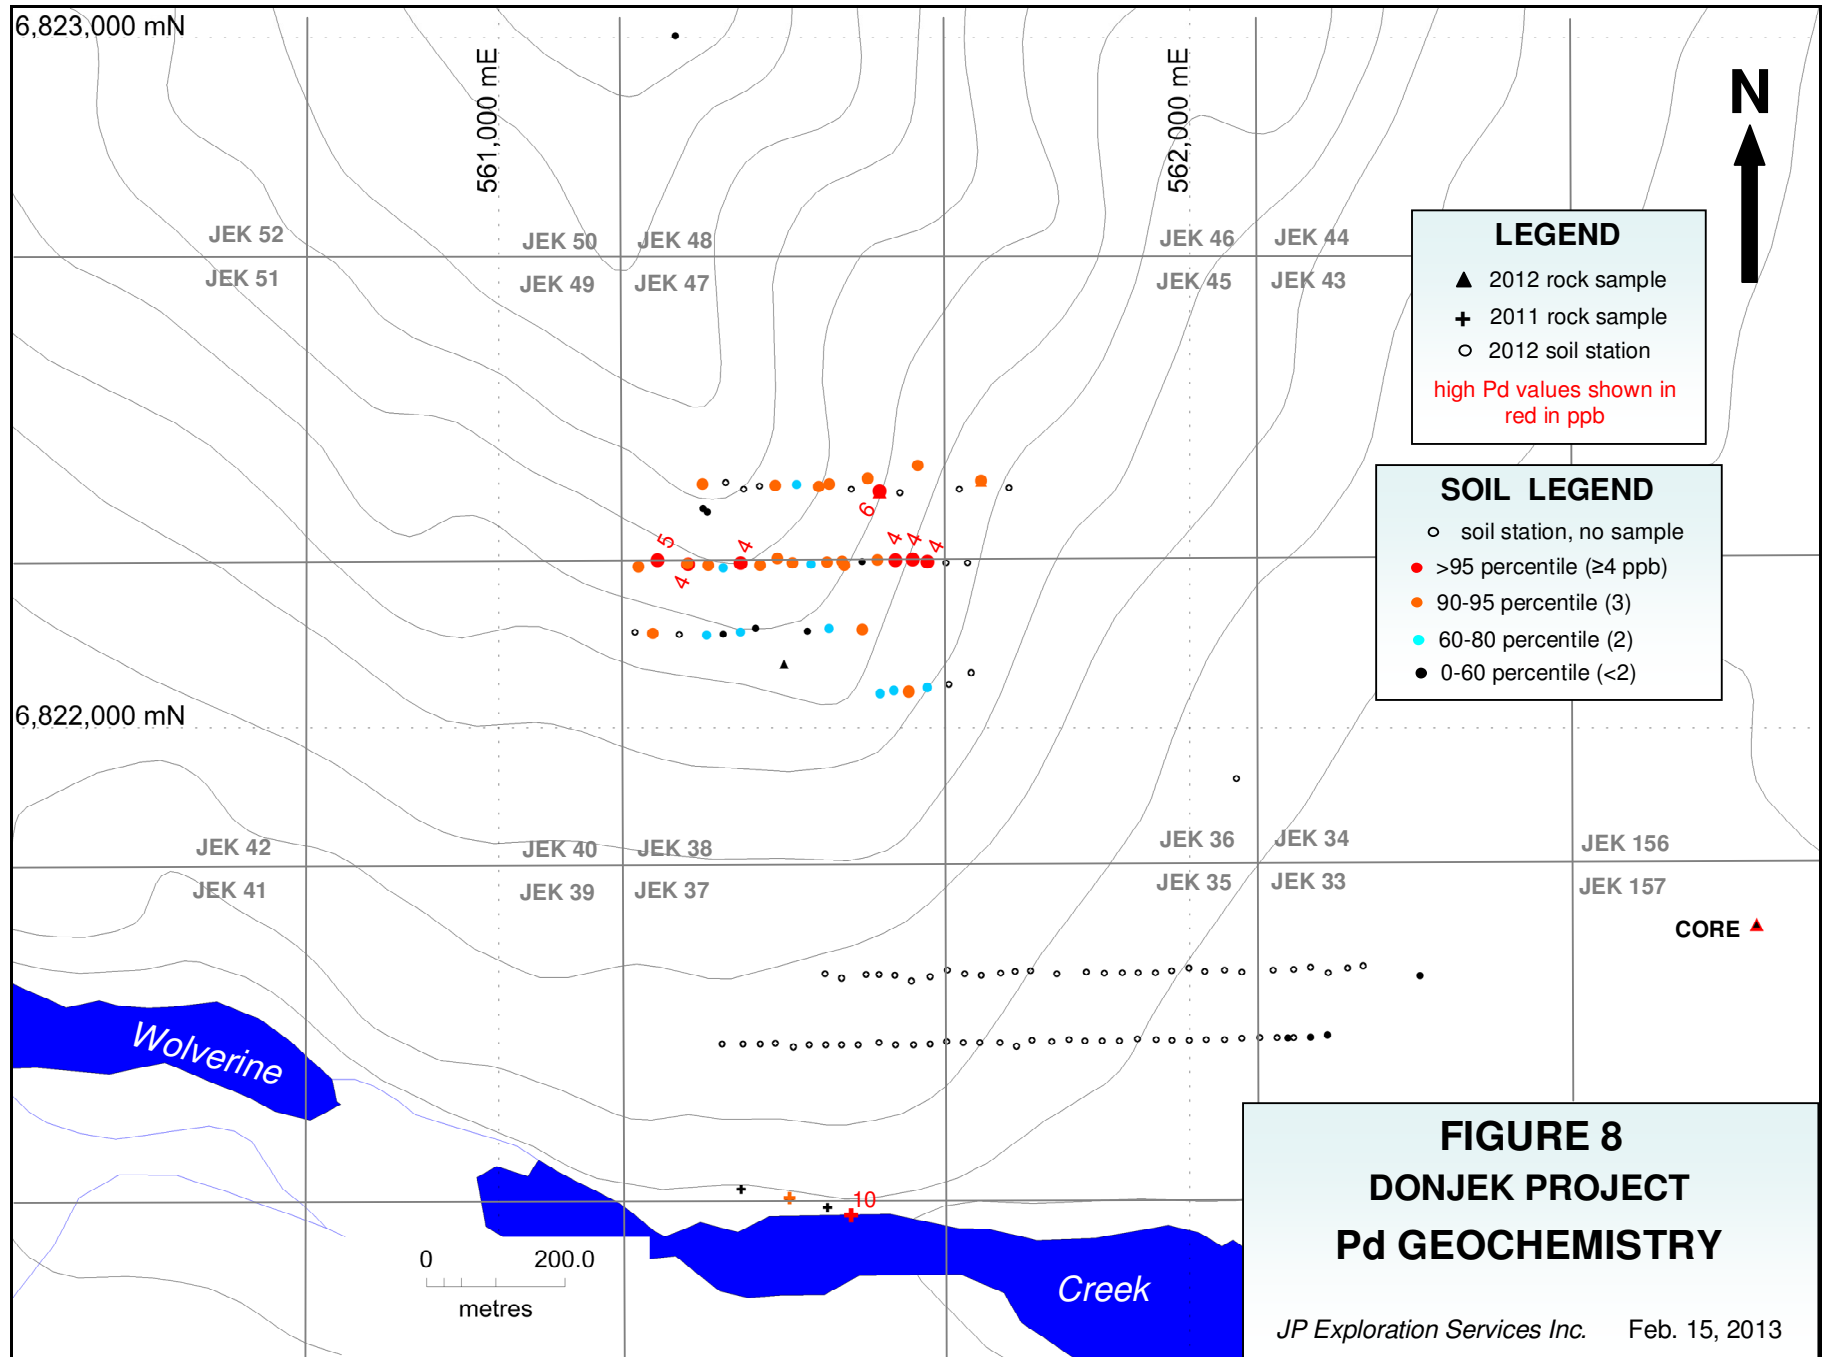 6,823,000 mN
561,000 mE
562,000 mE
N
JEK 52
JEK 50
JEK 48
JEK 46
JEK 44
JEK 51
JEK 49
JEK 47
JEK 45
JEK 43
LEGEND
2012 rock sample
2011 rock sample
2012 soil station
high Pd values shown in
red in ppb
SOIL LEGEND
soil station, no sample
>95 percentile (≥4 ppb)
90-95 percentile (3)
60-80 percentile (2)
0-60 percentile (<2)
6
5
4
4
4
4
4
6,822,000 mN
JEK 42
JEK 40
JEK 38
JEK 36
JEK 34
JEK 156
JEK 41
JEK 39
JEK 37
JEK 35
JEK 33
JEK 157
CORE
Wolverine
10
0
200.0
metres
Creek
FIGURE 8
DONJEK PROJECT
Pd GEOCHEMISTRY
JP Exploration Services Inc. Feb. 15, 2013